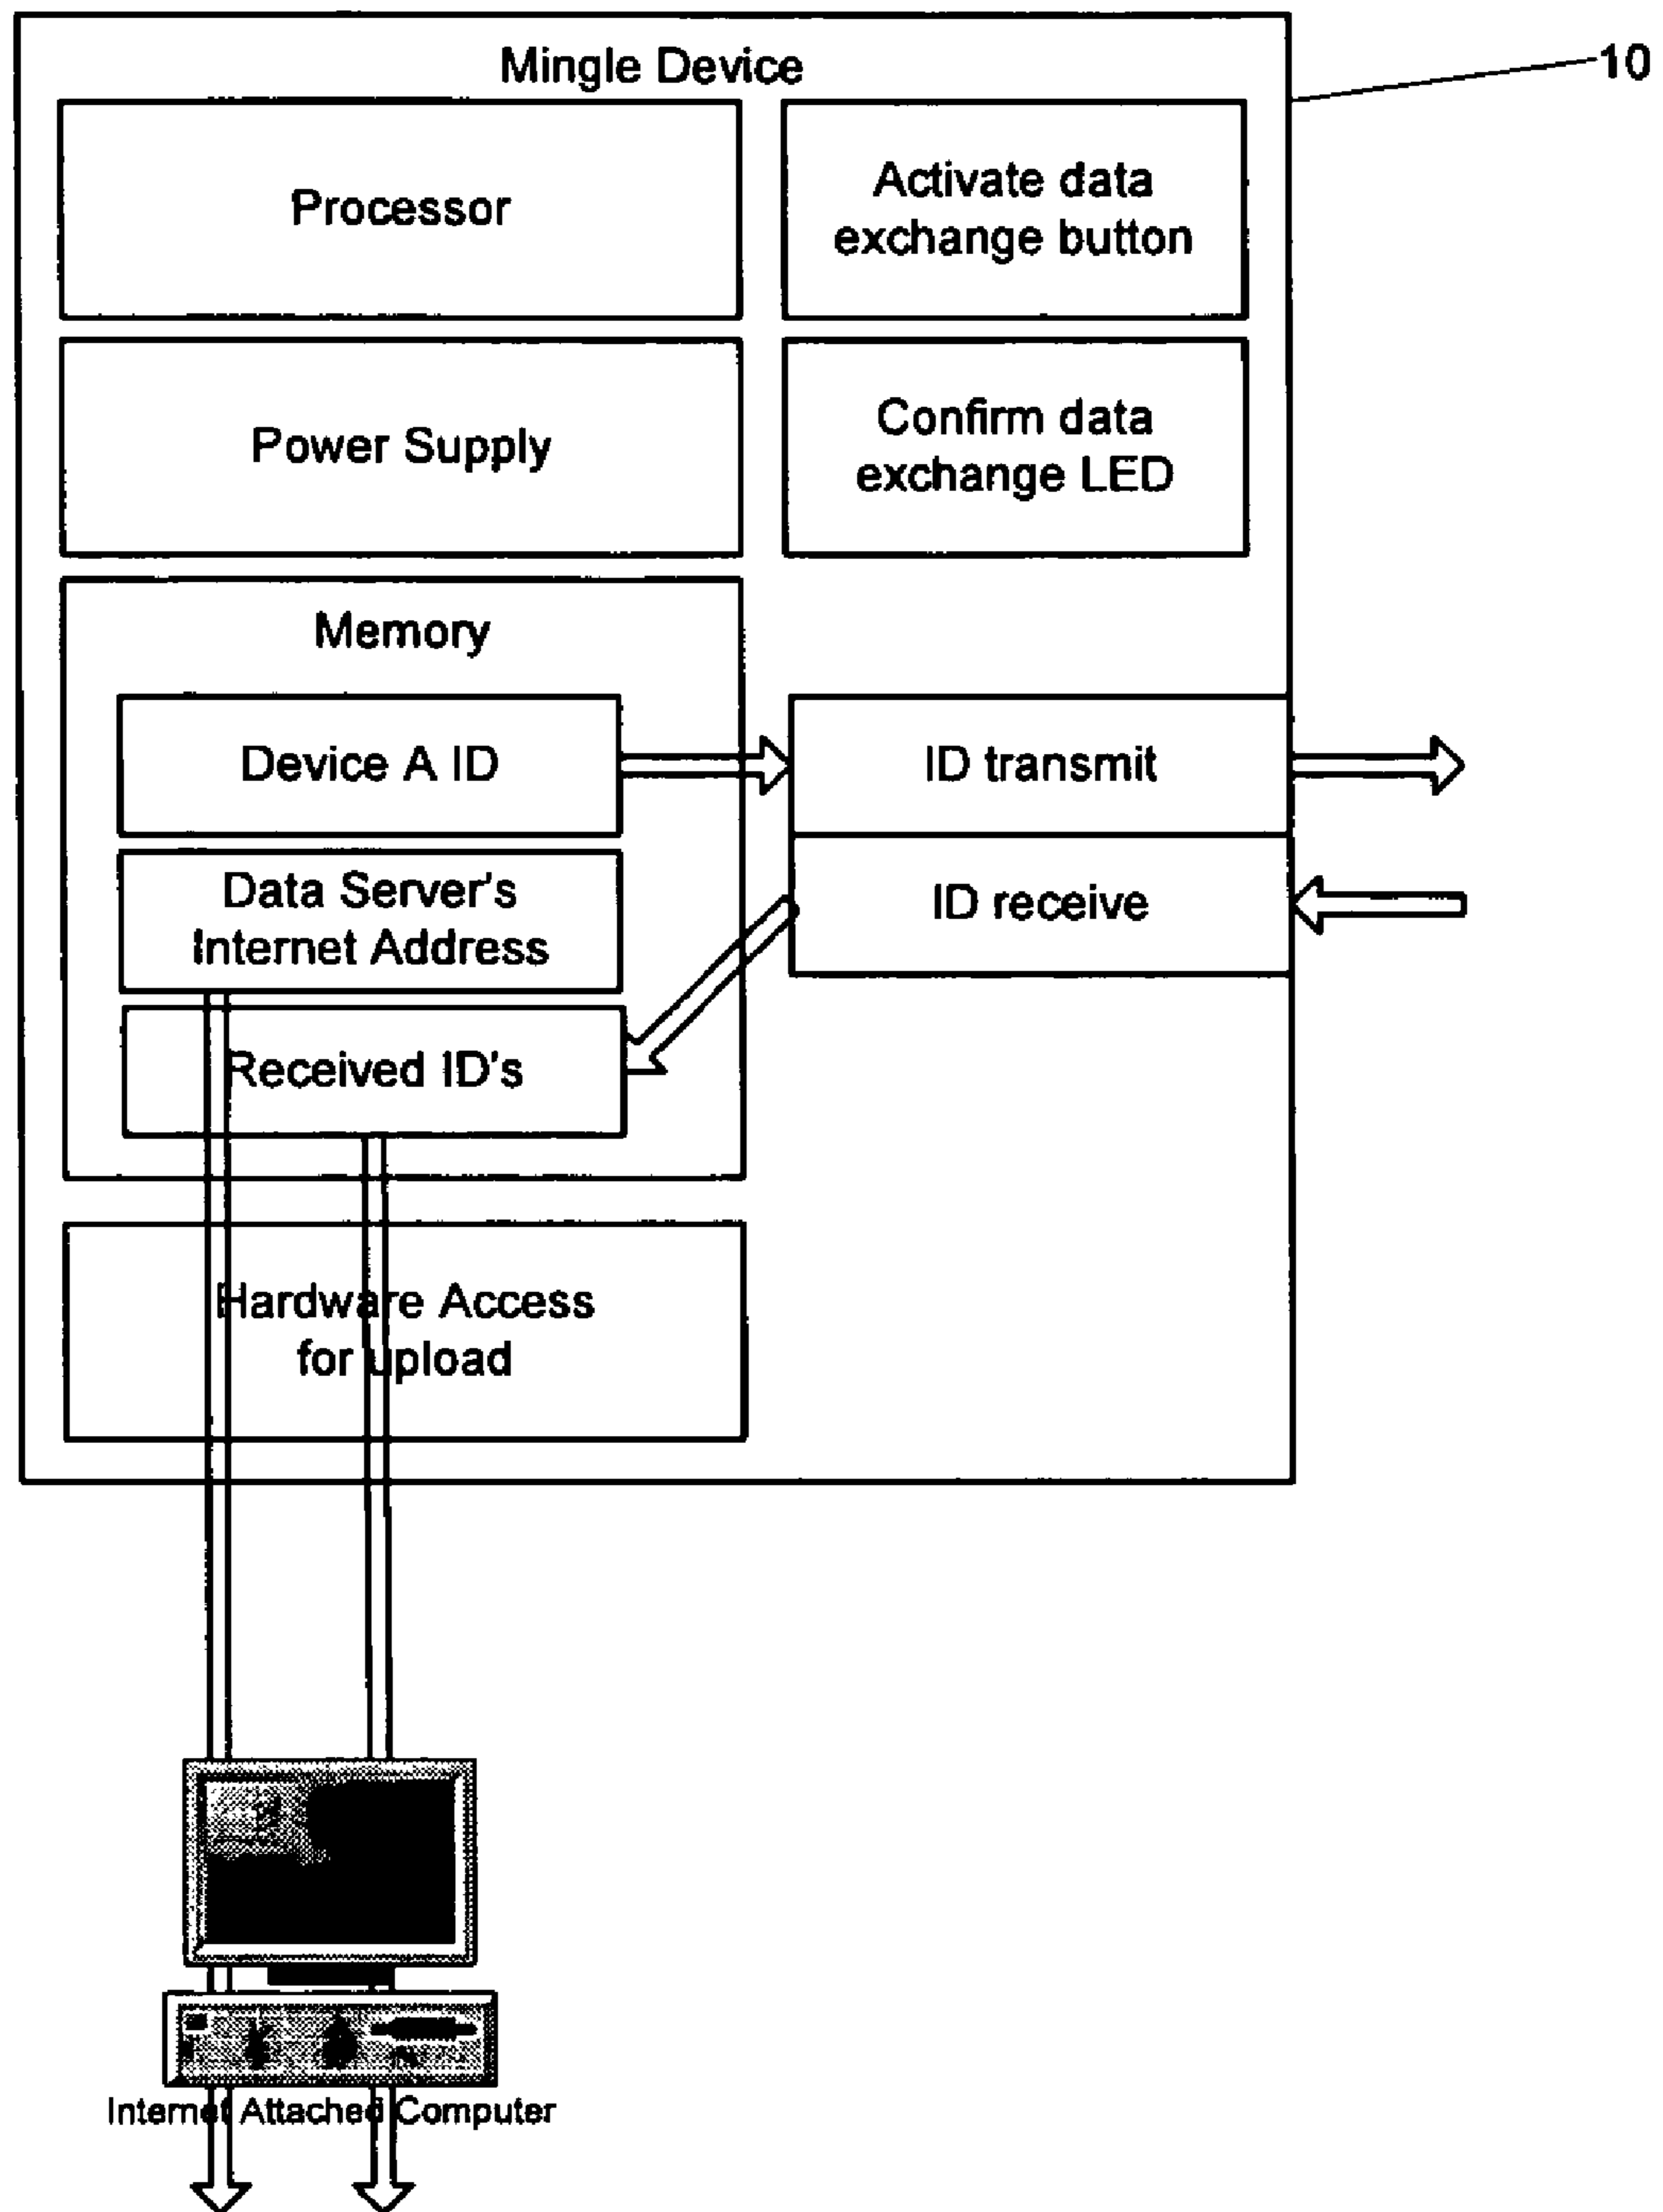 Mingle Device
10
Processor
Activate data
exchange button
Power Supply
Confirm data
exchange LED
Memory
Device A ID
ID transmit
Data Server's
Internet Address
ID receive
Received ID's
Hardware Access
for upload
Internet Attached Computer